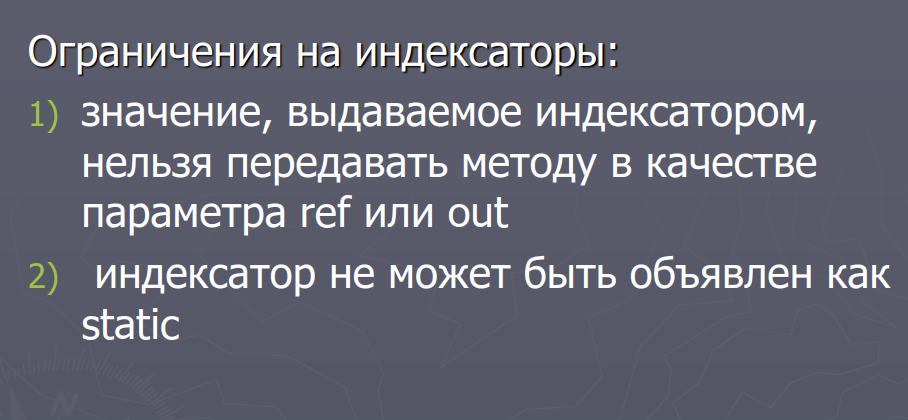 Ограничения на индексаторы:
1) значение, выдаваемое индексатором,
нельзя передавать методу в качестве
параметра ref или out
2) индексатор не может быть объявлен как
static
N